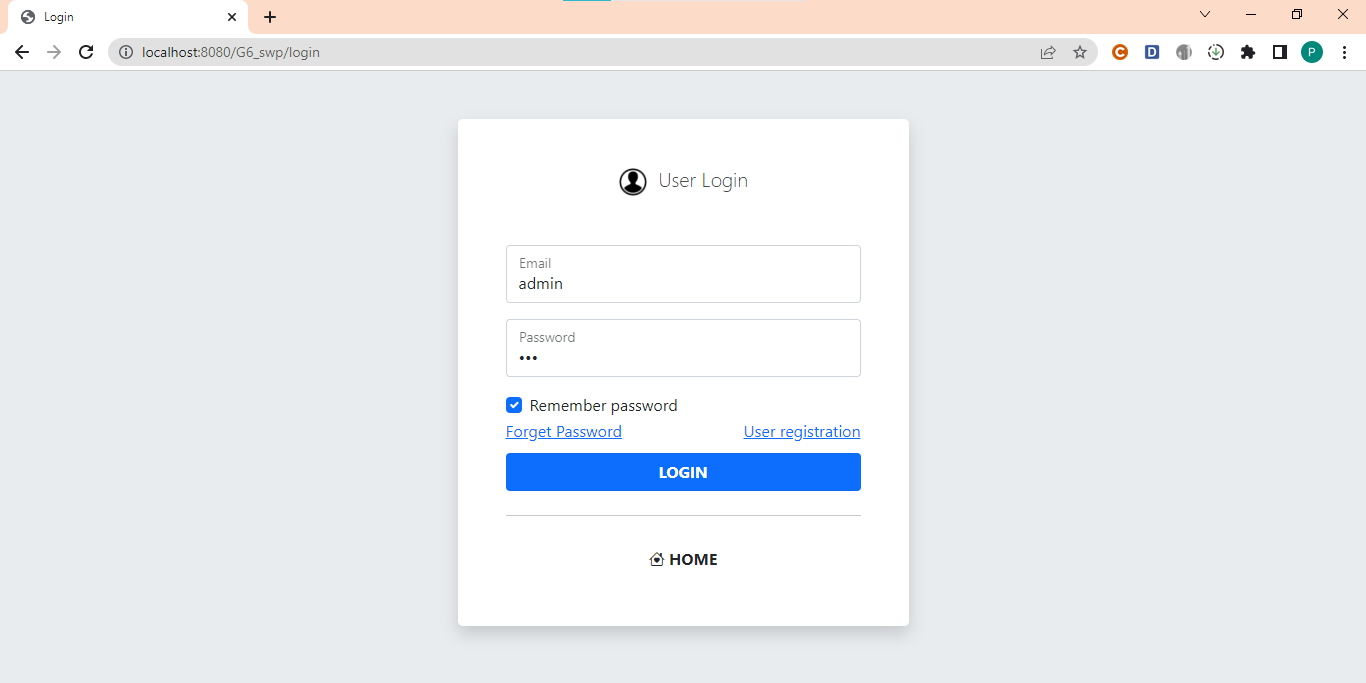 Login
localhost:8080/G6_swp/login
D
P
User Login
Email
admin
Password
•••
Remember password
Forget Password User registration
LOGIN
HOME